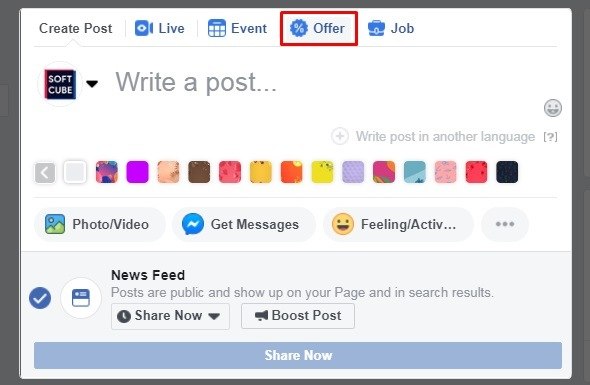 Create Post Live Event Offer Job
SOFT
CUBE
Write a post...
Write post in another language [?]
Photo/Video Get Messages Feeling/Activ...
News Feed
Posts are public and show up on your Page and in search results.
Share Now Boost Post
Share Now